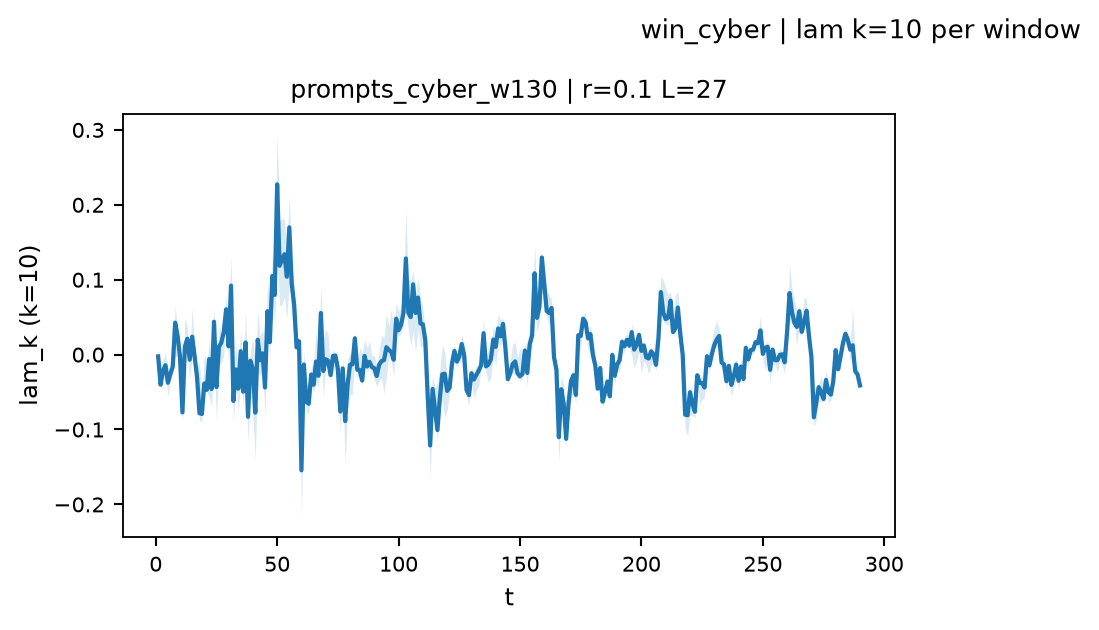 win_cyber | lam k=10 per window
prompts_cyber_w130 | r=0.1 L=27
0.3
0.2
0.1
0.0
−0.1
−0.2
lam_k (k=10)
0 50 100 150 200 250 300
t